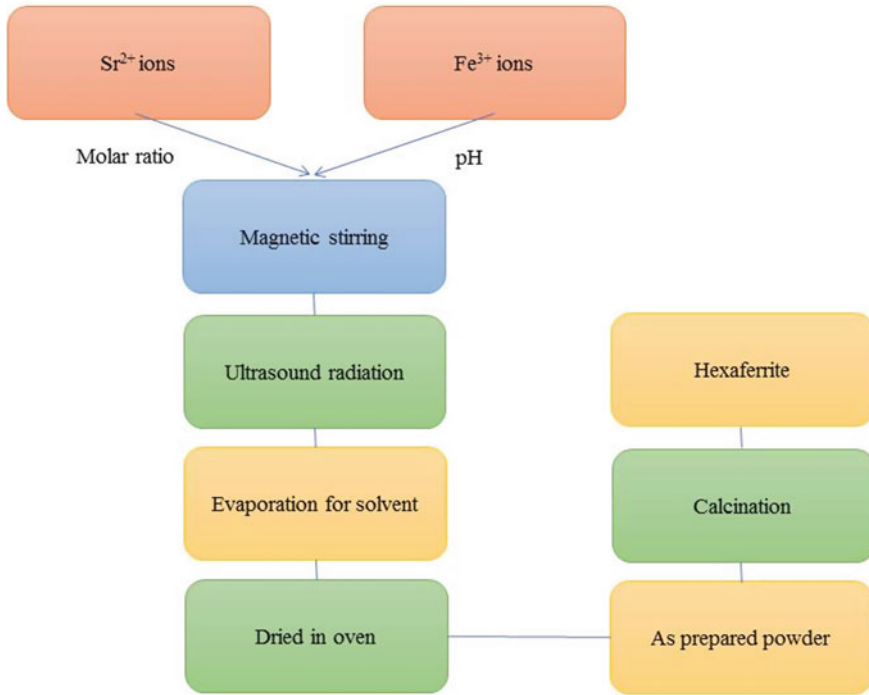 Sr²⁺ ions
Fe³⁺ ions
Molar ratio
pH
Magnetic stirring
Ultrasound radiation
Evaporation for solvent
Dried in oven
As prepared powder
Calcination
Hexaferrite